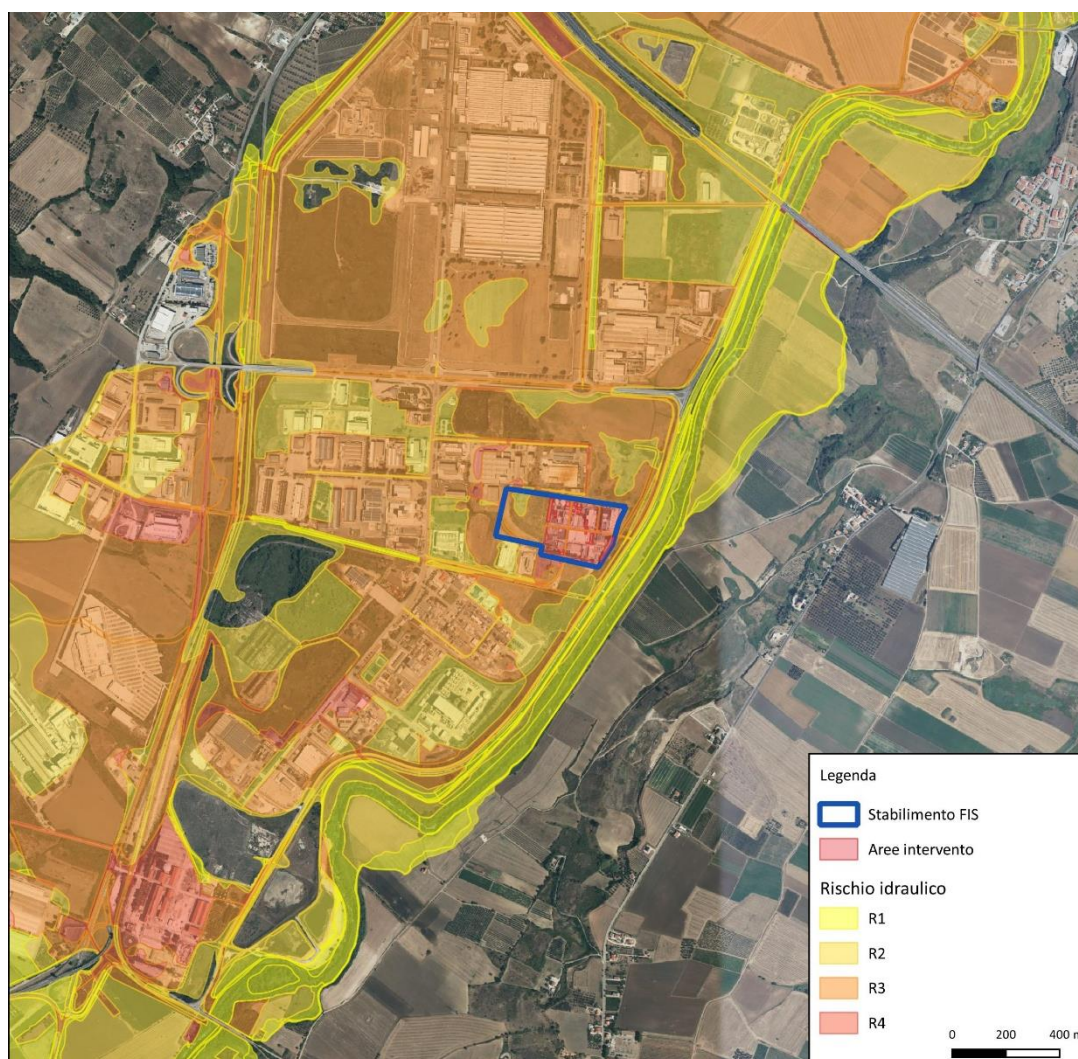 Legenda
Stabilimento FIS
Aree intervento
Rischio idraulico
R1
R2
R3
R4
0 200 400 m